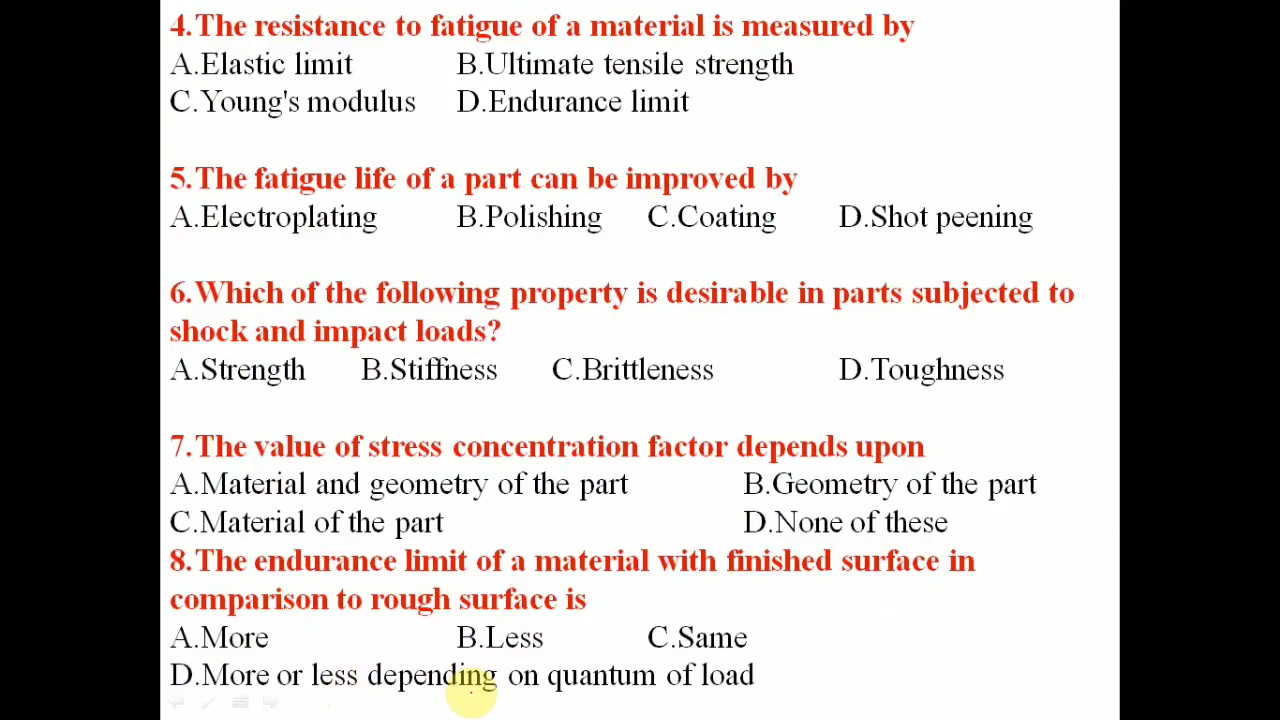 4.The resistance to fatigue of a material is measured by
A.Elastic limit B.Ultimate tensile strength
C.Young's modulus D.Endurance limit
5.The fatigue life of a part can be improved by
A.Electroplating B.Polishing C.Coating D.Shot peening
6.Which of the following property is desirable in parts subjected to
shock and impact loads?
A.Strength B.Stiffness C.Brittleness D.Toughness
7.The value of stress concentration factor depends upon
A.Material and geometry of the part B.Geometry of the part
C.Material of the part D.None of these
8.The endurance limit of a material with finished surface in
comparison to rough surface is
A.More B.Less C.Same
D.More or less depending on quantum of load